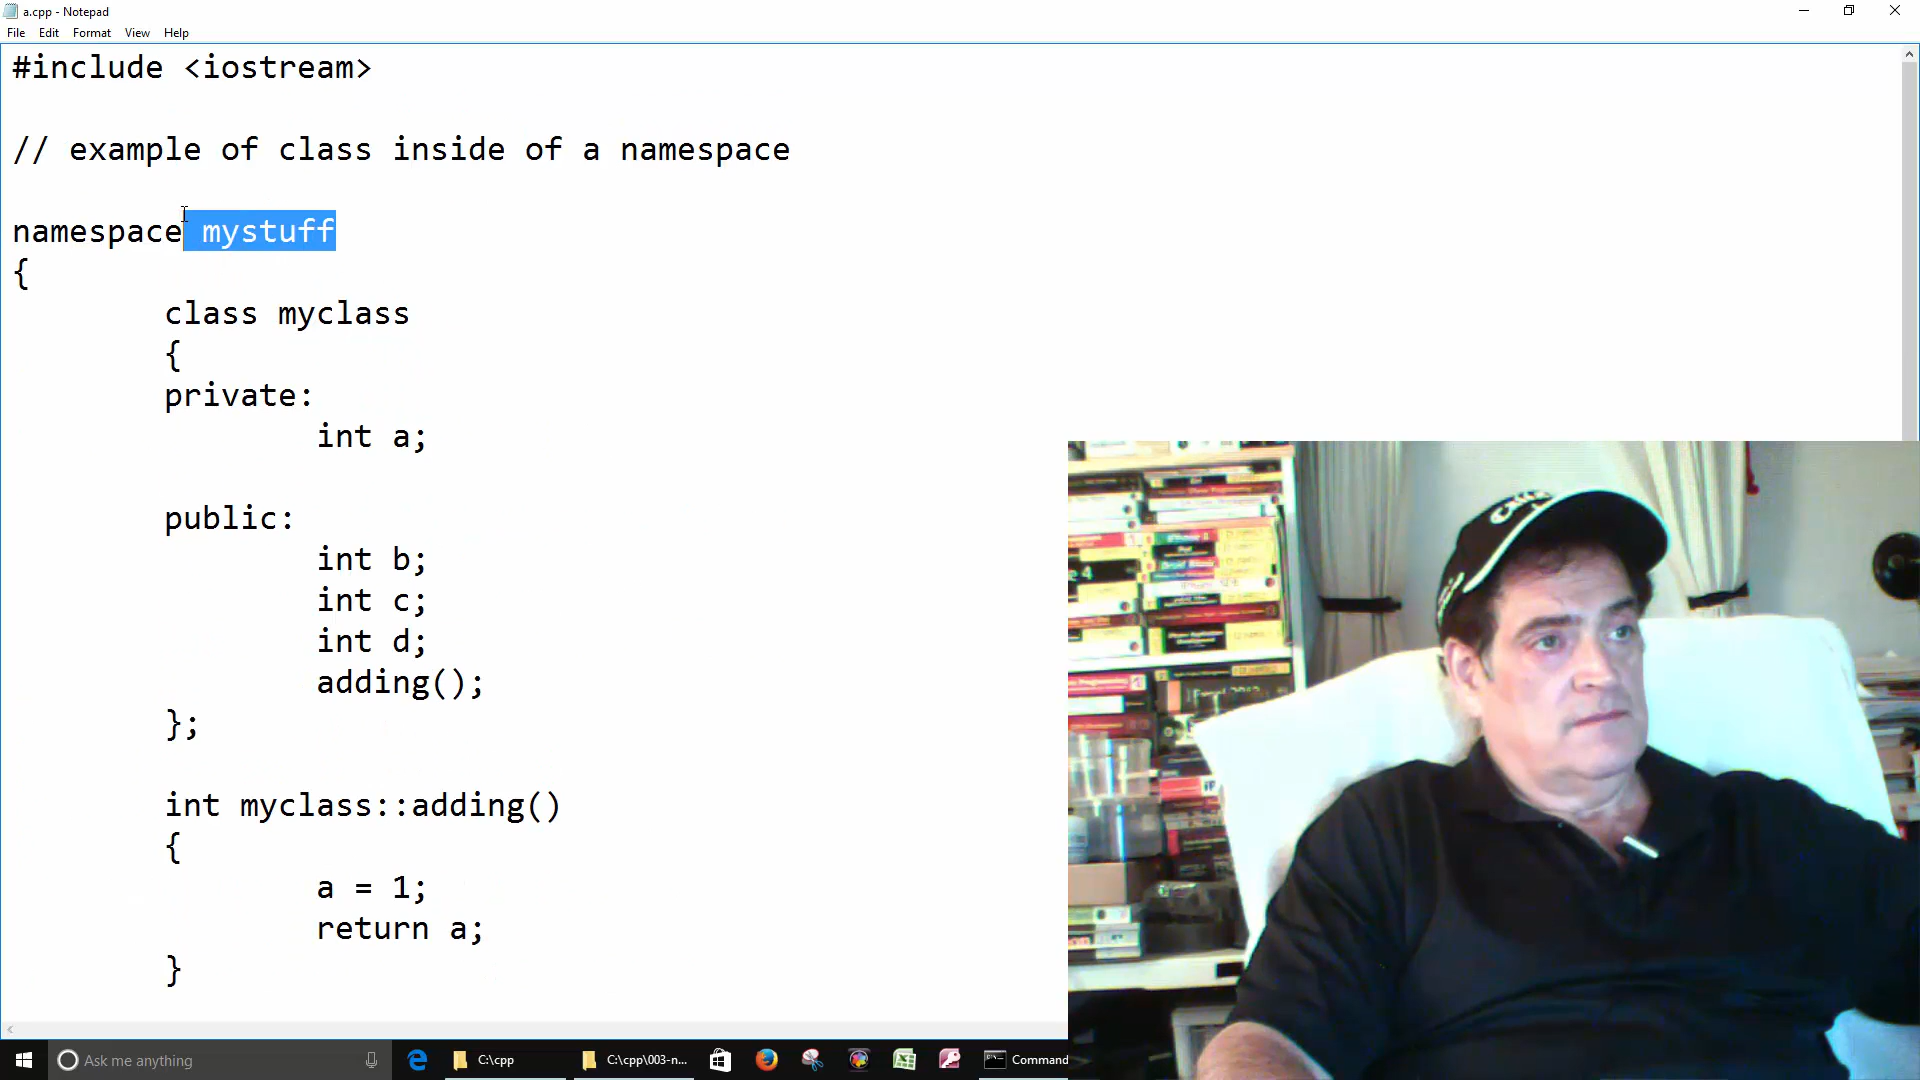 a.cpp - Notepad
File Edit Format View Help
#include <iostream>
// example of class inside of a namespace
namespace mystuff
{
class myclass
{
private:
int a;
public:
int b;
int c;
int d;
adding();
};
int myclass::adding()
{
a = 1;
return a;
}
Ask me anything
C:\cpp
C:\cpp\003-n...
Command